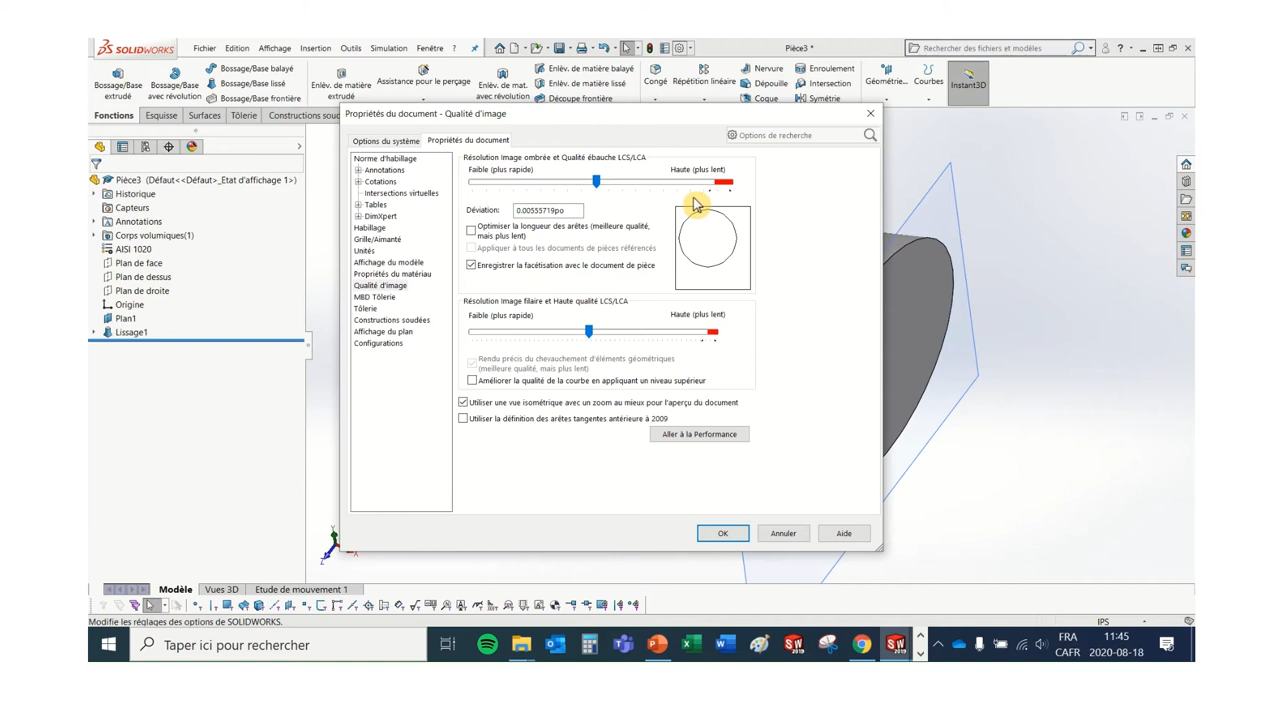 SOLIDWORKS
Fichier Edition Affichage Insertion Outils Simulation Fenêtre ?
Pièce3 *
Rechercher des fichiers et modèles
Bossage/Base
extrudé
Bossage/Base
avec révolution
Bossage/Base balayé
Bossage/Base lissé
Bossage/Base frontière
Enlèv. de
matière
Assistance pour le perçage
Enlèv. de mat.
avec révolution
Enlèv. de matière balayé
Enlèv. de matière lissé
Découpe frontière
Congé
Répétition linéaire
Nervure
Dépouille
Coque
Enroulement
Intersection
Symétrie
Géométrie...
Courbes
Instant3D
Fonctions Esquisse Surfaces Tôlerie Constructions soud
Pièce3 (Défaut<<Défaut>_Etat d'affichage 1>)
Historique
Capteurs
Annotations
Corps volumiques(1)
AISI 1020
Plan de face
Plan de dessus
Plan de droite
Origine
Plan1
Lissage1
Propriétés du document - Qualité d'image
Options du système
Propriétés du document
Options de recherche
Norme d'habillage
Annotations
Cotations
Intersections virtuelles
Tables
DimXpert
Habillage
Grille/Aimanté
Unités
Affichage du modèle
Propriétés du matériau
Qualité d'image
MBD Tôlerie
Tôlerie
Constructions soudées
Affichage du plan
Configurations
Résolution Image ombrée et Qualité ébauche LCS/LCA
Faible (plus rapide) Haute (plus lent)
Déviation: 0.00555719po
Optimiser la longueur des arêtes (meilleure qualité,
mais plus lent)
Appliquer à tous les documents de pièces référencés
Enregistrer la facétisation avec le document de pièce
Résolution Image filaire et Haute qualité LCS/LCA
Faible (plus rapide) Haute (plus lent)
Rendu précis du chevauchement d'éléments géométriques
(meilleure qualité, mais plus lent)
Améliorer la qualité de la courbe en appliquant un niveau supérieur
Utiliser une vue isométrique avec un zoom au mieux pour l'aperçu du document
Utiliser la définition des arêtes tangentes antérieure à 2009
Aller à la Performance
OK Annuler Aide
Y
X
Z
Modèle Vues 3D Etude de mouvement 1
Modifie les réglages des options de SOLIDWORKS.
IPS
Taper ici pour rechercher
FRA
CAFR
11:45
2020-08-18